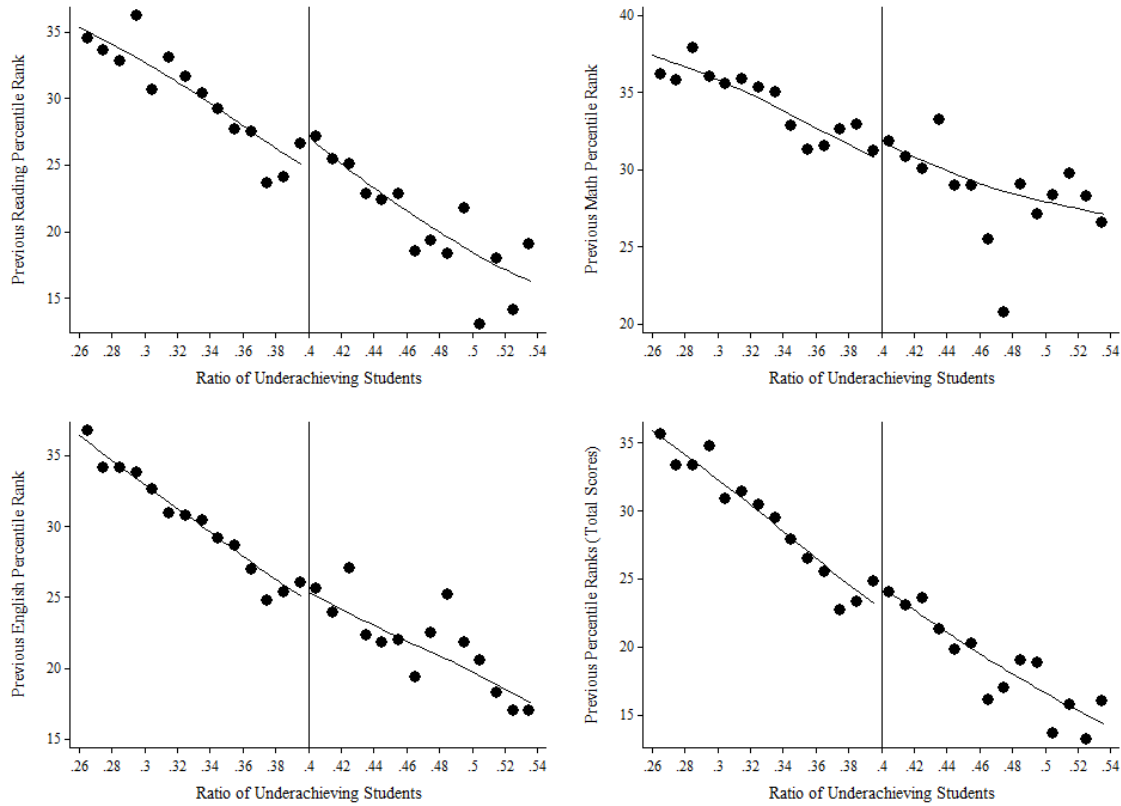 Previous Reading Percentile Rank
35
30
25
20
15
.26 .28 .3 .32 .34 .36 .38 .4 .42 .44 .46 .48 .5 .52 .54
Ratio of Underachieving Students
Previous Math Percentile Rank
40
35
30
25
20
.26 .28 .3 .32 .34 .36 .38 .4 .42 .44 .46 .48 .5 .52 .54
Ratio of Underachieving Students
Previous English Percentile Rank
35
30
25
20
15
.26 .28 .3 .32 .34 .36 .38 .4 .42 .44 .46 .48 .5 .52 .54
Ratio of Underachieving Students
Previous Percentile Ranks (Total Scores)
35
30
25
20
15
.26 .28 .3 .32 .34 .36 .38 .4 .42 .44 .46 .48 .5 .52 .54
Ratio of Underachieving Students